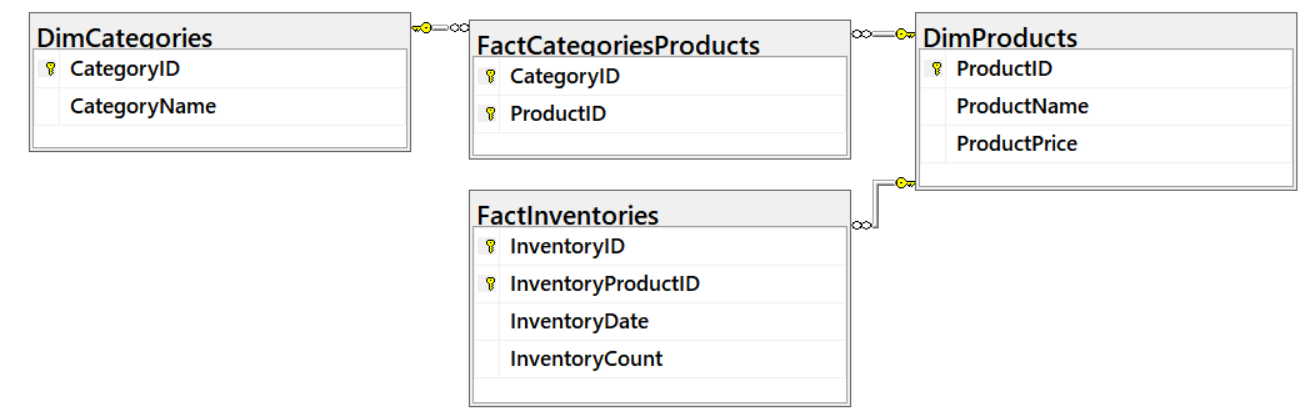 DimCategories
CategoryID
CategoryName
FactCategoriesProducts
CategoryID
ProductID
DimProducts
ProductID
ProductName
ProductPrice
FactInventories
InventoryID
InventoryProductID
InventoryDate
InventoryCount